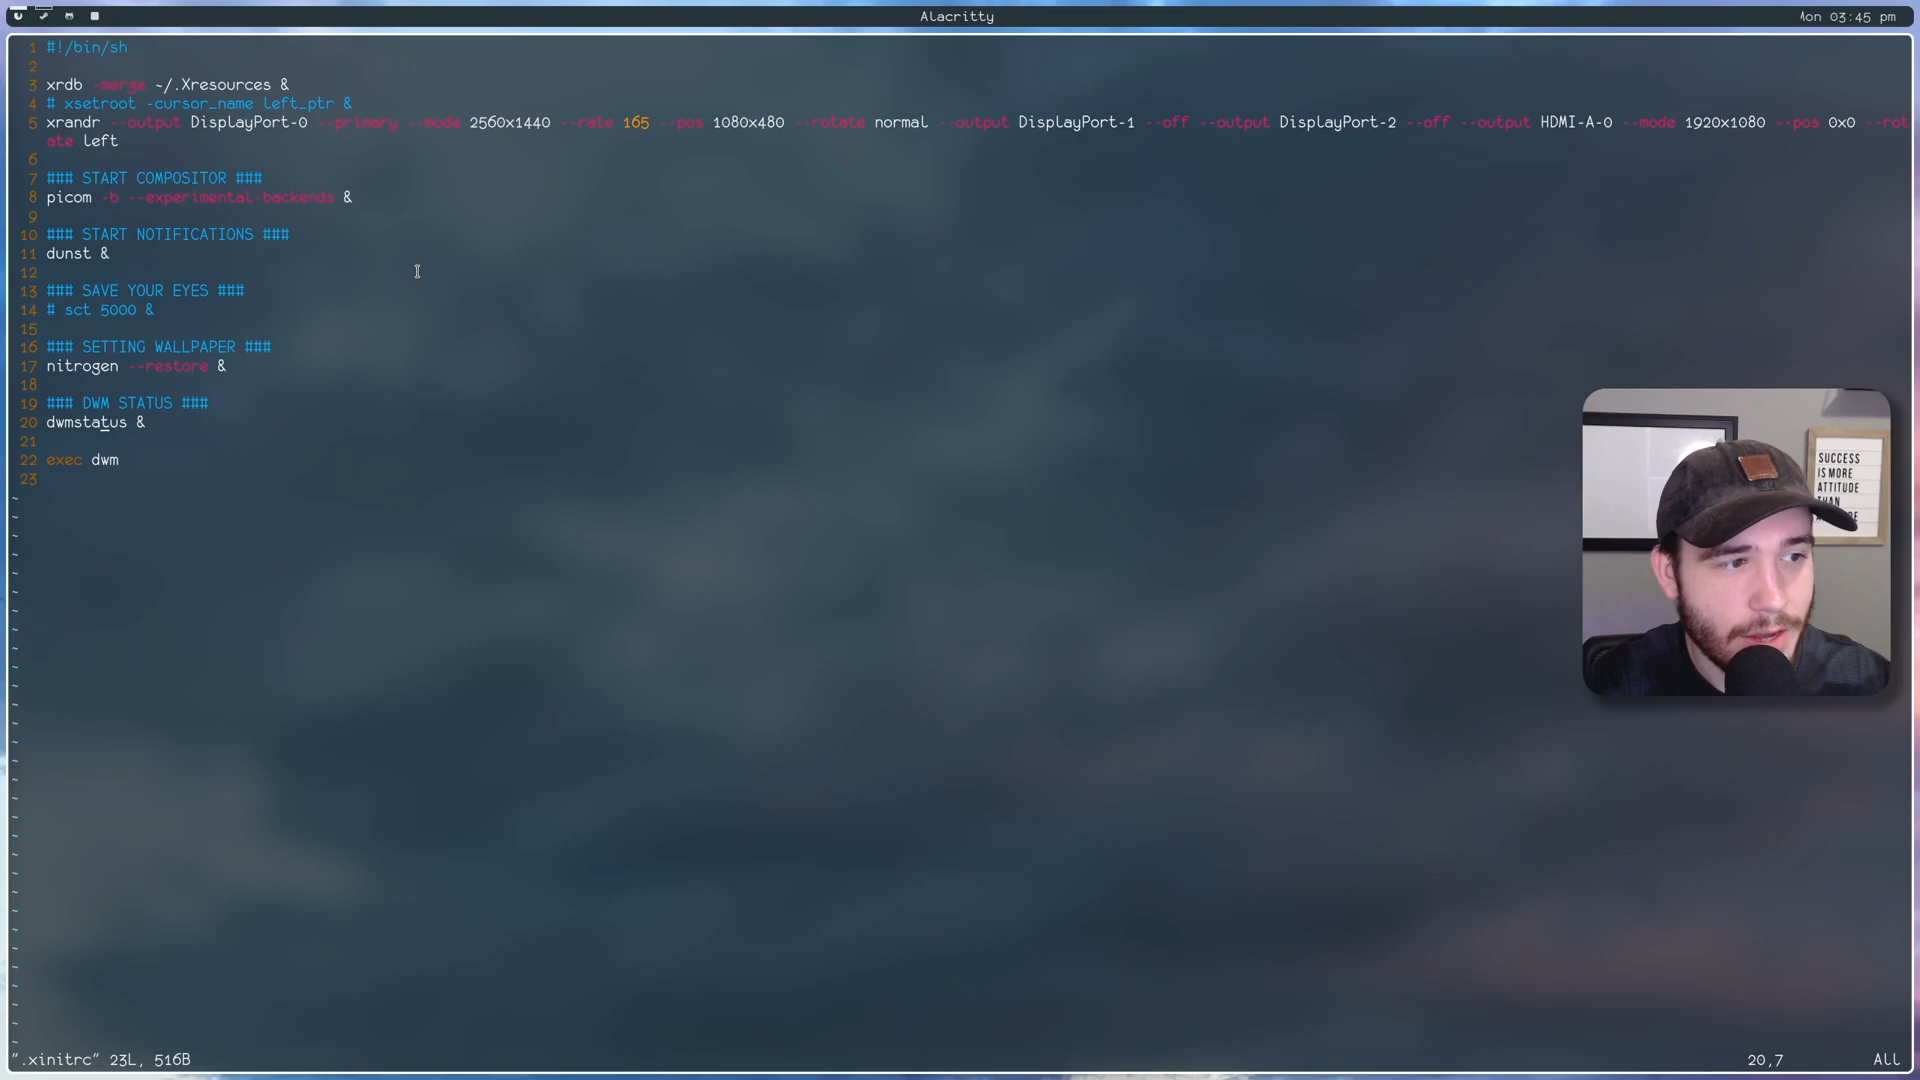 Alacritty
Mon 03:45 pm
1 #!/bin/sh
2
3 xrdb -merge ~/.Xresources &
4 # xsetroot -cursor_name left_ptr &
5 xrandr --output DisplayPort-0 --primary --mode 2560x1440 --rate 165 --pos 1080x480 --rotate normal --output DisplayPort-1 --off --output DisplayPort-2 --off --output HDMI-A-0 --mode 1920x1080 --pos 0x0 --rot
ate left
6
7 ### START COMPOSITOR ###
8 picom -b --experimental-backends &
9
10 ### START NOTIFICATIONS ###
11 dunst &
12
13 ### SAVE YOUR EYES ###
14 # sct 5000 &
15
16 ### SETTING WALLPAPER ###
17 nitrogen --restore &
18
19 ### DWM STATUS ###
20 dwmstatus &
21
22 exec dwm
23
SUCCESS
IS MORE
ATTITUDE
THAN
".xinitrc" 23L, 516B
20,7
All